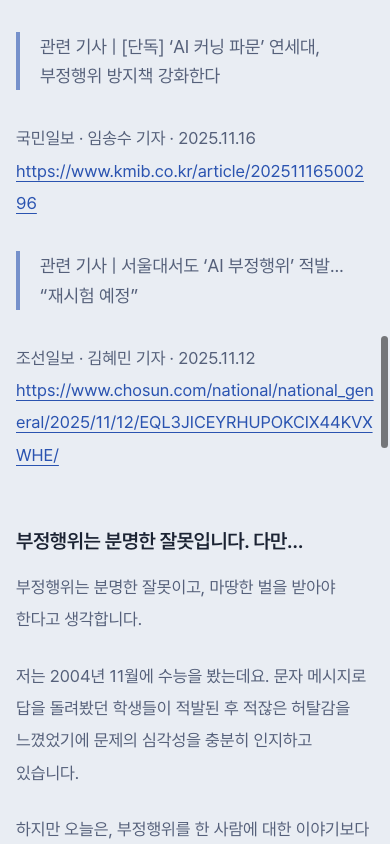 관련 기사 | [단독] ‘AI 커닝 파문’ 연세대,
부정행위 방지책 강화한다
국민일보 · 임송수 기자 · 2025.11.16
https://www.kmib.co.kr/article/202511165002
96
관련 기사 | 서울대서도 ‘AI 부정행위’ 적발…
“재시험 예정”
조선일보 · 김혜민 기자 · 2025.11.12
https://www.chosun.com/national/national_gen
eral/2025/11/12/EQL3JICEYRHUPOKCIX44KVX
WHE/
부정행위는 분명한 잘못입니다. 다만…
부정행위는 분명한 잘못이고, 마땅한 벌을 받아야
한다고 생각합니다.
저는 2004년 11월에 수능을 봤는데요. 문자 메시지로
답을 돌려봤던 학생들이 적발된 후 적잖은 허탈감을
느꼈었기에 문제의 심각성을 충분히 인지하고
있습니다.
하지만 오늘은, 부정행위를 한 사람에 대한 이야기보다